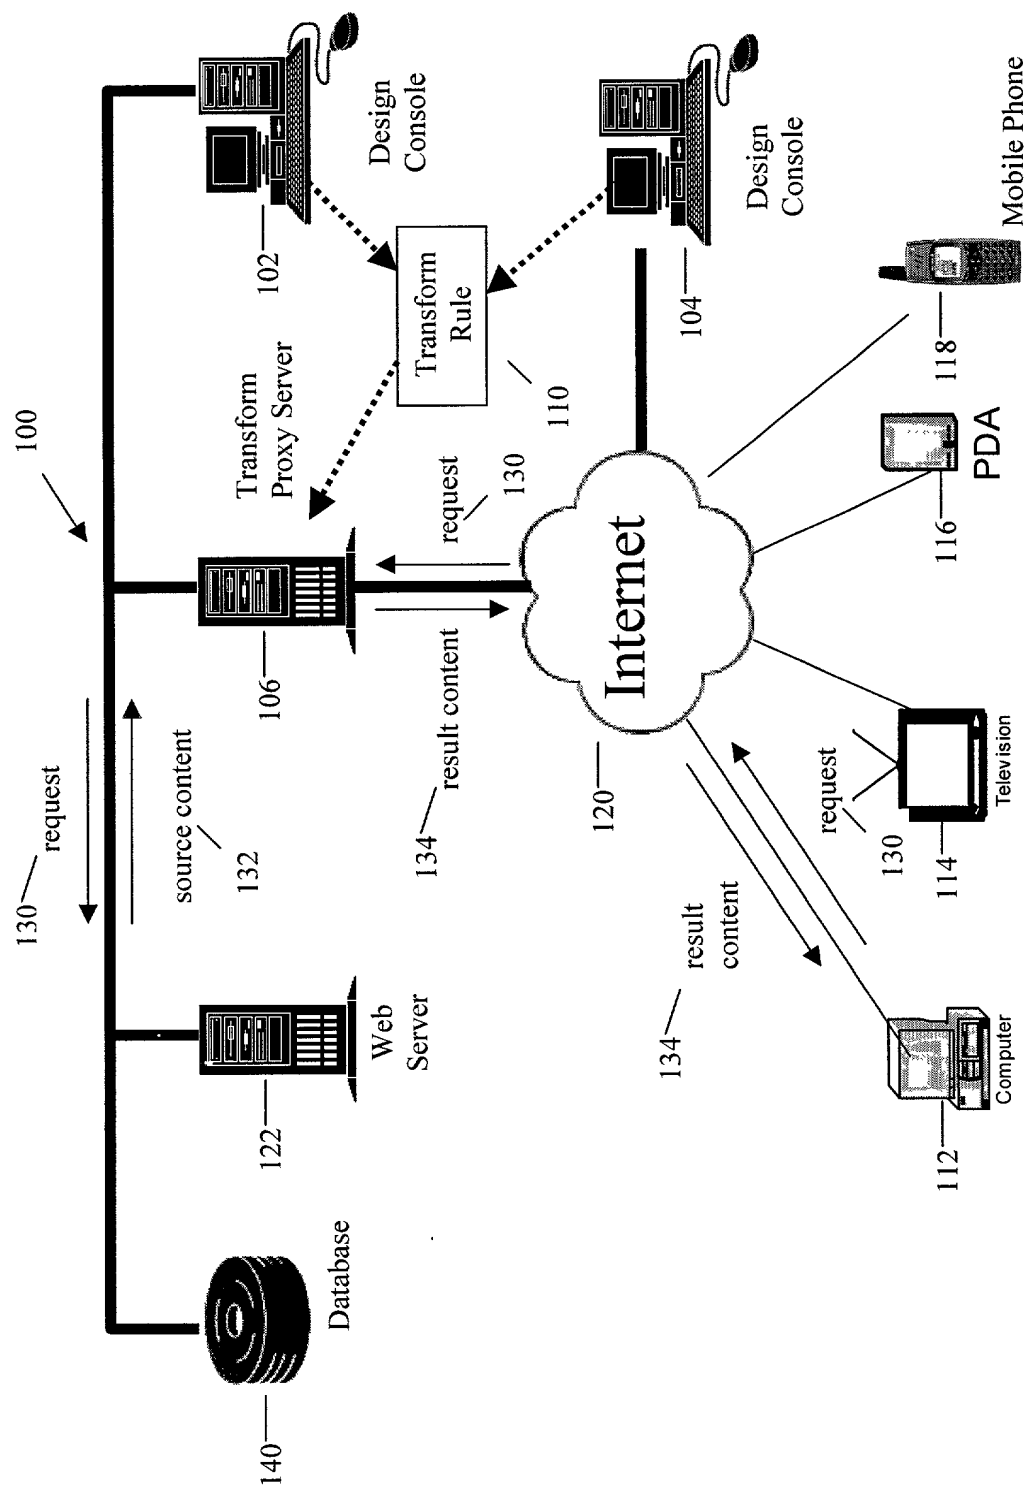 100
130
request
source content
132
140
Database
122
Web
Server
106
Transform
Proxy Server
102
Design
Console
Transform
Rule
110
134
result content
request
130
120
Internet
104
Design
Console
134
result
content
request
130
112
Computer
114
Television
116
PDA
118
Mobile Phone